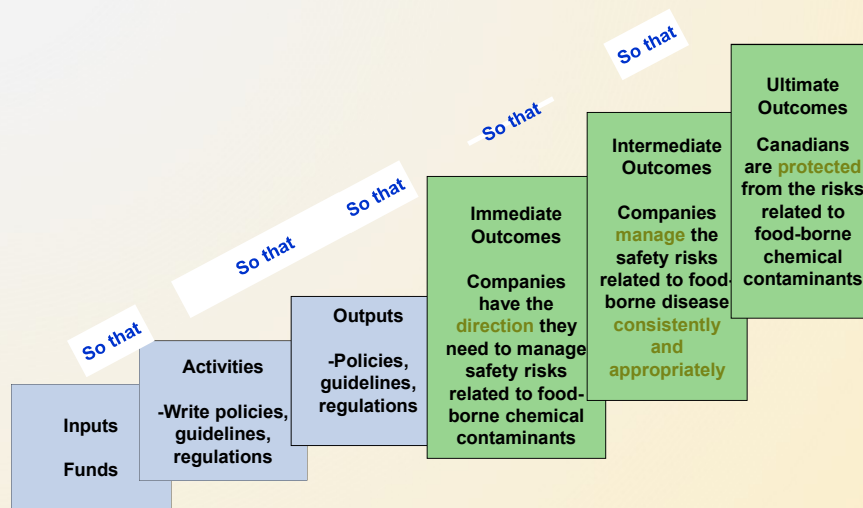 Inputs
Funds
So that
Activities
-Write policies,
guidelines,
regulations
So that
Outputs
-Policies,
guidelines,
regulations
So that
Immediate
Outcomes
Companies
have the
direction they
need to manage
safety risks
related to food-
borne chemical
contaminants
So that
Intermediate
Outcomes
Companies
manage the
safety risks
related to food-
borne disease
consistently
and
appropriately
So that
Ultimate
Outcomes
Canadians
are protected
from the risks
related to
food-borne
chemical
contaminants